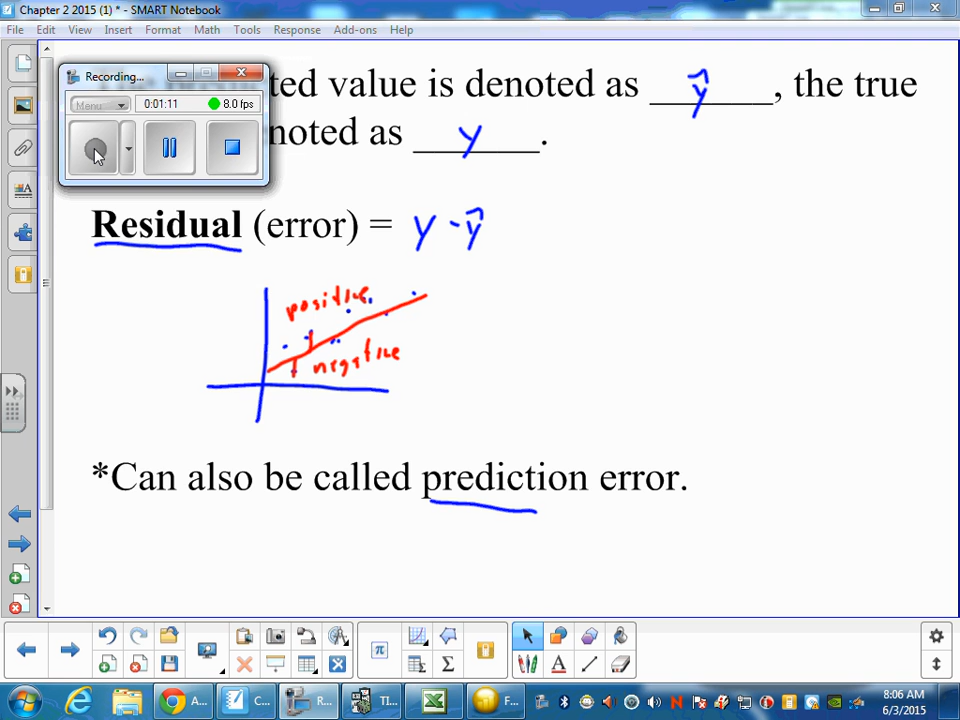 Chapter 2 2015 (1) * - SMART Notebook
File Edit View Insert Format Math Tools Response Add-ons Help
Recording...
Menu 0:01:11 8.0 fps
value is denoted as ŷ, the true
noted as y.
Residual (error) = y - ŷ
positive
negative
*Can also be called prediction error.
A... C... R... TI... F...
8:06 AM
6/3/2015